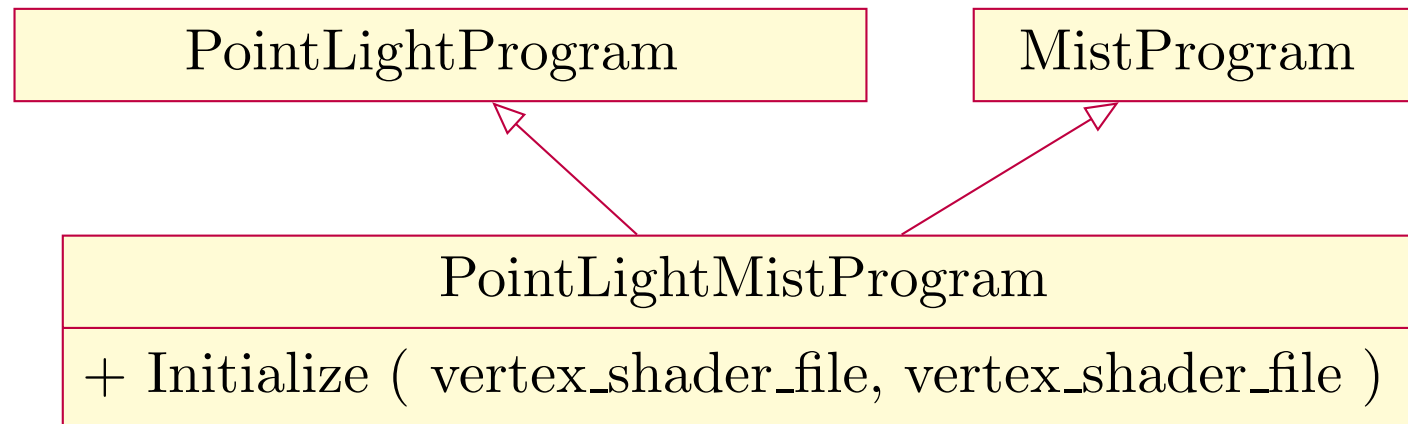 PointLightProgram
MistProgram
PointLightMistProgram
+ Initialize ( vertex_shader_file, vertex_shader_file )